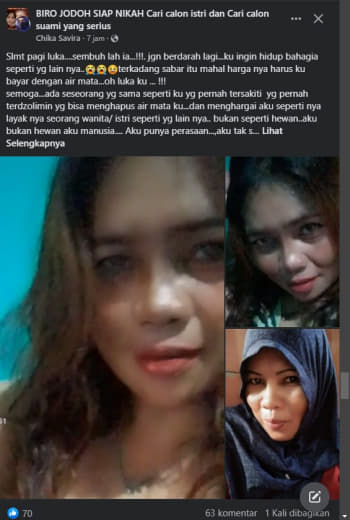 BIRO JODOH SIAP NIKAH Cari calon istri dan Cari calon
suami yang serius
Chika Savira · 7 jam ·
Slmt pagi luka....sembuh lah ia...!!!. jgn berdarah lagi...ku ingin hidup bahagia
seperti yg lain nya..😭😭🥺terkadang sabar itu mahal harga nya harus ku
bayar dengan air mata...oh luka ku ... !!!
semoga...ada seseorang yg sama seperti ku yg pernah tersakiti yg pernah
terdzolimin yg bisa menghapus air mata ku...dan menghargai aku seperti nya
layak nya seorang wanita/ istri seperti yg lain nya.. bukan seperti hewan..aku
bukan hewan aku manusia.... Aku punya perasaan...,aku tak s... Lihat
Selengkapnya
70
63 komentar 1 Kali dibagikan